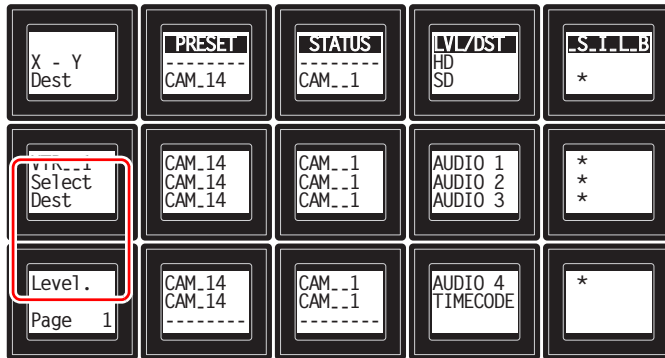 X - Y
Dest
PRESET
--------
CAM_14
STATUS
--------
CAM__1
LVL/DST
HD
SD
_S_I_L_B
*
VTR__1
Select
Dest
CAM_14
CAM_14
CAM_14
CAM__1
CAM__1
CAM__1
AUDIO 1
AUDIO 2
AUDIO 3
*
*
*
Level.
Page 1
CAM_14
CAM_14
--------
CAM__1
CAM__1
--------
AUDIO 4
TIMECODE
*